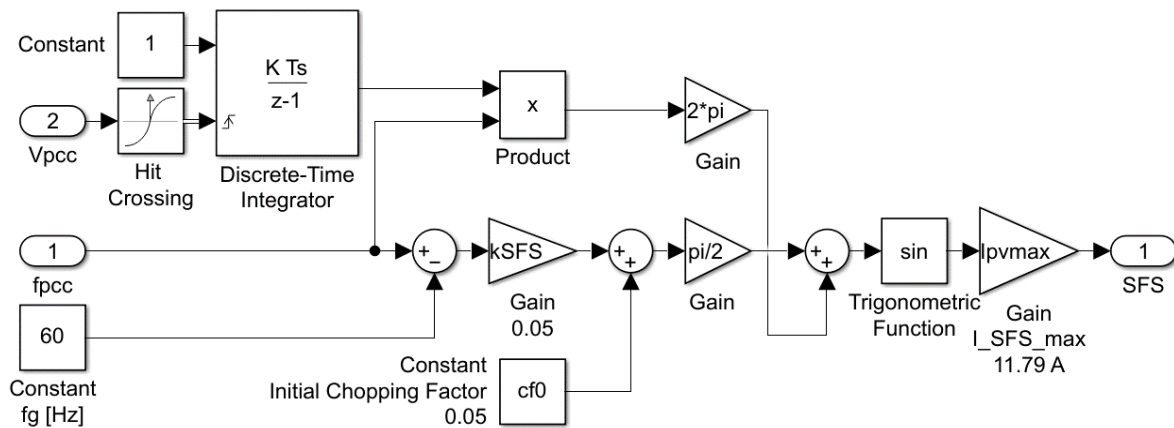 Constant
1
K Ts
z-1
2
Vpcc
Hit
Crossing
Discrete-Time
Integrator
x
Product
2*pi
Gain
1
fpcc
+
−
kSFS
Gain
0.05
+
+
pi/2
Gain
+
+
sin
Trigonometric
Function
Ipvmax
Gain
I_SFS_max
11.79 A
1
SFS
60
Constant
fg [Hz]
Constant
Initial Chopping Factor
0.05
cf0